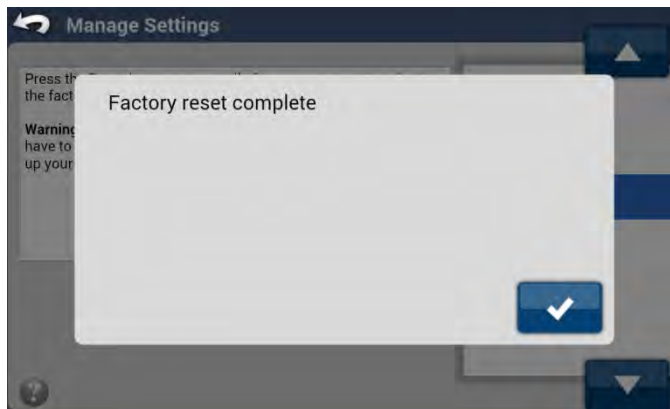 Manage Settings
Press th
the fact
Factory reset complete
Warning
have to
up your
?